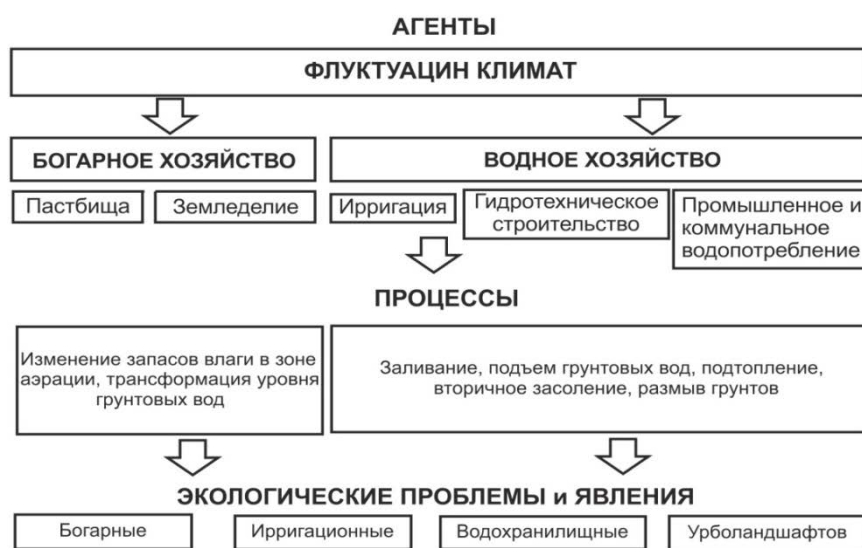 АГЕНТЫ
ФЛУКТУАЦИН КЛИМАТ
БОГАРНОЕ ХОЗЯЙСТВО
ВОДНОЕ ХОЗЯЙСТВО
Пастбища
Земледелие
Ирригация
Гидротехническое
строительство
Промышленное и
коммунальное
водопотребление
ПРОЦЕССЫ
Изменение запасов влаги в зоне
аэрации, трансформация уровня
грунтовых вод
Заливание, подъем грунтовых вод, подтопление,
вторичное засоление, размыв грунтов
ЭКОЛОГИЧЕСКИЕ ПРОБЛЕМЫ и ЯВЛЕНИЯ
Богарные
Ирригационные
Водохранилищные
Урболандшафтов